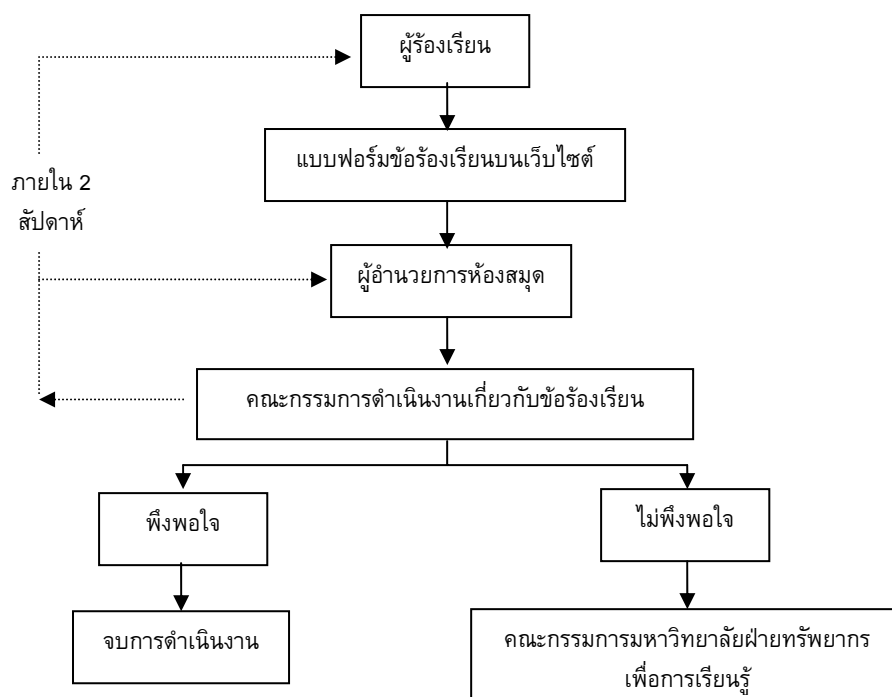 ผู้ร้องเรียน
แบบฟอร์มข้อร้องเรียนบนเว็บไซต์
ภายใน 2
สัปดาห์
ผู้อำนวยการห้องสมุด
คณะกรรมการดำเนินงานเกี่ยวกับข้อร้องเรียน
พึงพอใจ
ไม่พึงพอใจ
จบการดำเนินงาน
คณะกรรมการมหาวิทยาลัยฝ่ายทรัพยากร
เพื่อการเรียนรู้